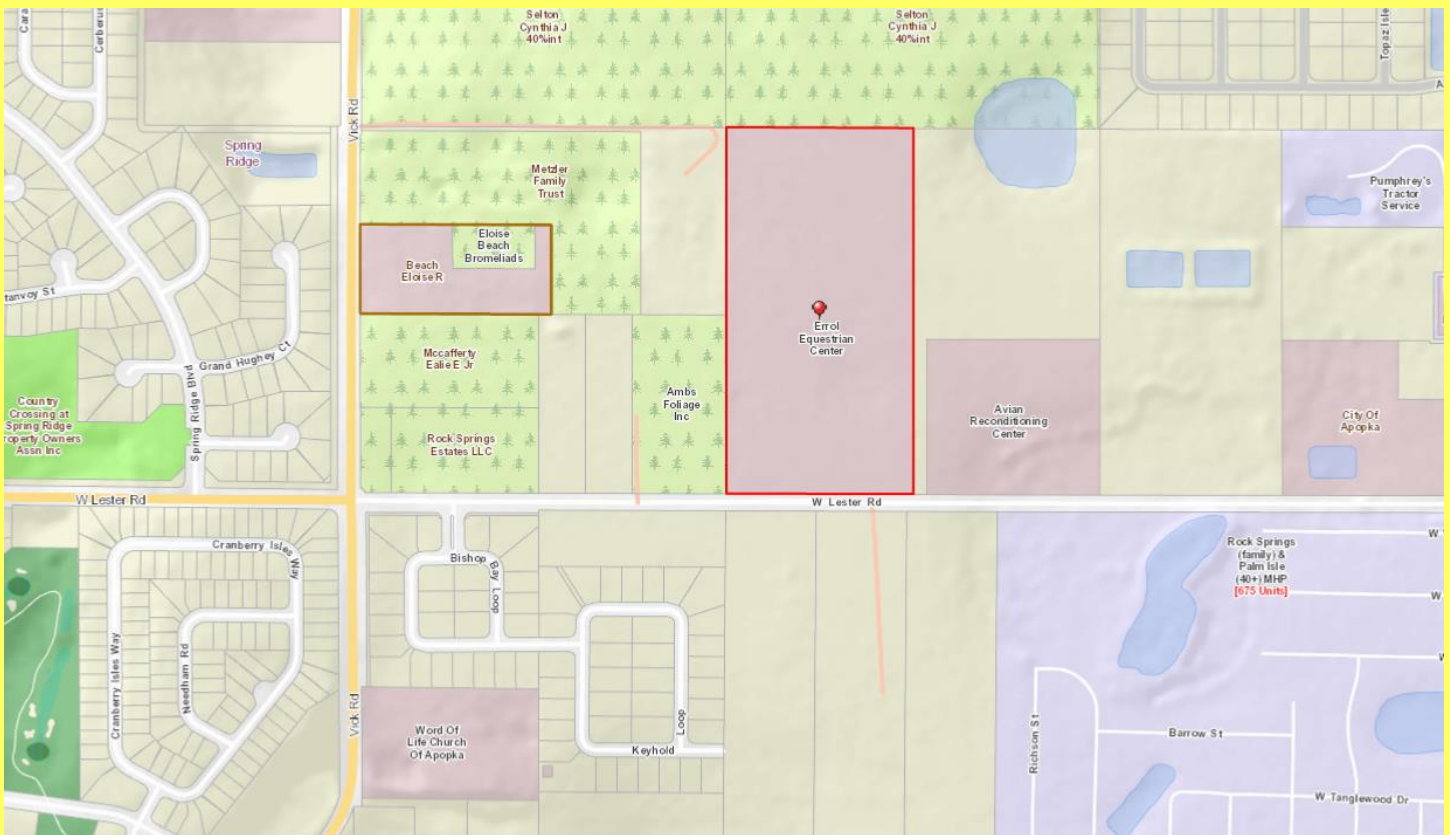 Cerberus
Selton
Cynthia J
40%int
Selton
Cynthia J
40%int
Topaz Isle
Vick Rd
Spring
Ridge
Metzler
Family
Trust
Pumphrey's
Tractor
Service
Eloise
Beach
Bromeliads
Beach
Eloise R
Errol
Equestrian
Center
Mccafferty
Ealie E Jr
Grand Hughey Ct
Spring Ridge Blvd
Ambs
Foliage
Inc
Country
Crossing at
Spring Ridge
roperty Owners
Assn Inc
Avian
Reconditioning
Center
City Of
Apopka
Rock Springs
Estates LLC
W Lester Rd
W Lester Rd
Cranberry Isles Way
Bishop
Bay Loop
Rock Springs
(family) &
Palm Isle
(40+) MHP
[675 Units]
W
W
W
Cranberry Isles Way
Needham Rd
Vick Rd
Word Of
Life Church
Of Apopka
Loop
Keyhold
Richson St
Barrow St
W Tanglewood Dr